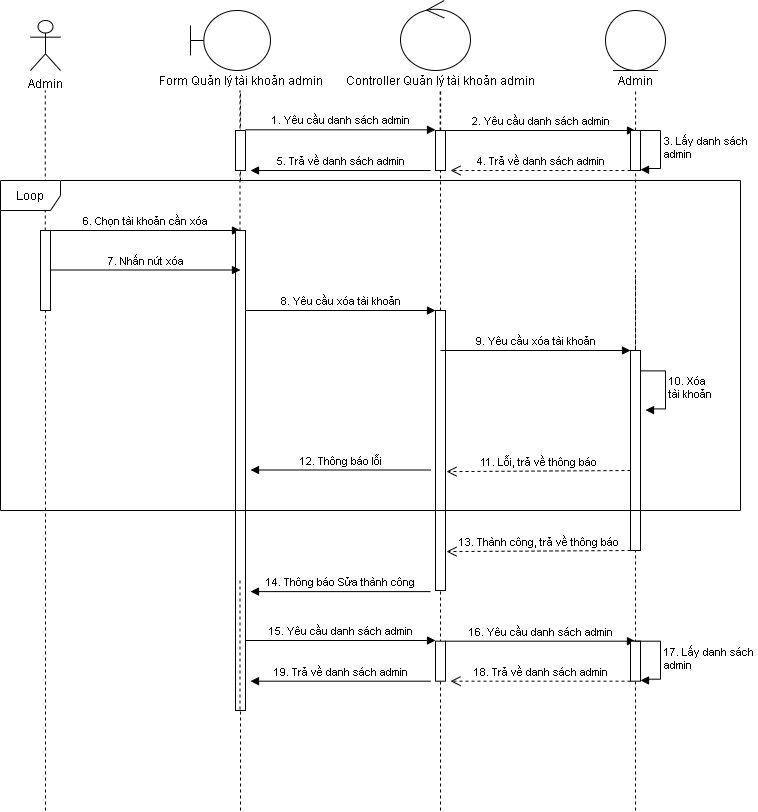 Admin
Form Quản lý tài khoản admin
Controller Quản lý tài khoản admin
Admin
1. Yêu cầu danh sách admin
2. Yêu cầu danh sách admin
3. Lấy danh sách
admin
4. Trả về danh sách admin
5. Trả về danh sách admin
Loop
6. Chọn tài khoản cần xóa
7. Nhấn nút xóa
8. Yêu cầu xóa tài khoản
9. Yêu cầu xóa tài khoản
10. Xóa
tài khoản
11. Lỗi, trả về thông báo
12. Thông báo lỗi
13. Thành công, trả về thông báo
14. Thông báo Sửa thành công
15. Yêu cầu danh sách admin
16. Yêu cầu danh sách admin
17. Lấy danh sách
admin
18. Trả về danh sách admin
19. Trả về danh sách admin